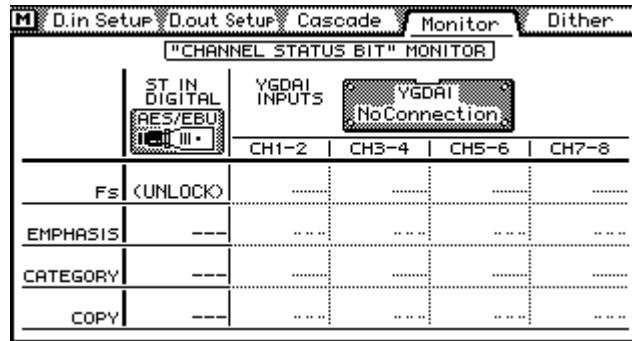 M D.in Setup D.out Setup Cascade Monitor Dither
"CHANNEL STATUS BIT" MONITOR
ST IN DIGITAL
AES/EBU
YGDAI INPUTS
YGDAI NoConnection
CH1-2 | CH3-4 | CH5-6 | CH7-8
Fs (UNLOCK) ........ ........ ........ ........
EMPHASIS --- --- --- --- ---
CATEGORY --- ........ ........ ........ ........
COPY --- --- --- --- ---